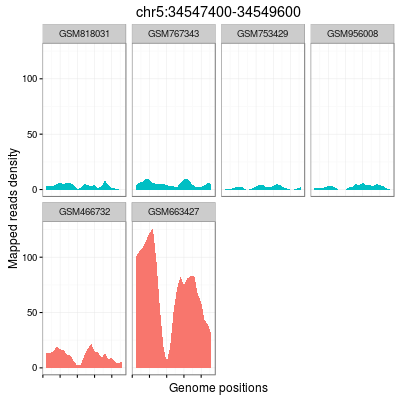 chr5:34547400-34549600
GSM818031 GSM767343 GSM753429 GSM956008
100
50
0
GSM466732 GSM663427
100
50
0
Mapped reads density
Genome positions